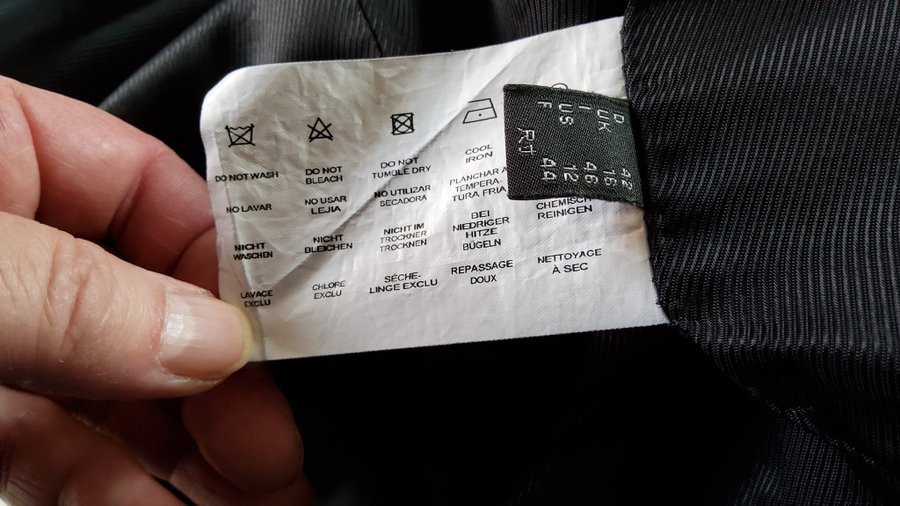 DO NOT WASH
NO LAVAR
NICHT
WASCHEN
LAVAGE
EXCLU
DO NOT
BLEACH
NO USAR
LEJIA
NICHT
BLEICHEN
CHLORE
EXCLU
DO NOT
TUMBLE DRY
NO UTILIZAR
SECADORA
NICHT IM
TROCKNER
TROCKNEN
SÉCHE-
LINGE EXCLU
COOL
IRON
PLANCHAR A
TEMPERA-
TURA FRIA
BEI
NIEDRIGER
HITZE
BÜGELN
REPASSAGE
DOUX
CHEMISCH
REINIGEN
NETTOYAGE
À SEC
D 42
UK 16
I 46
US 12
F 44